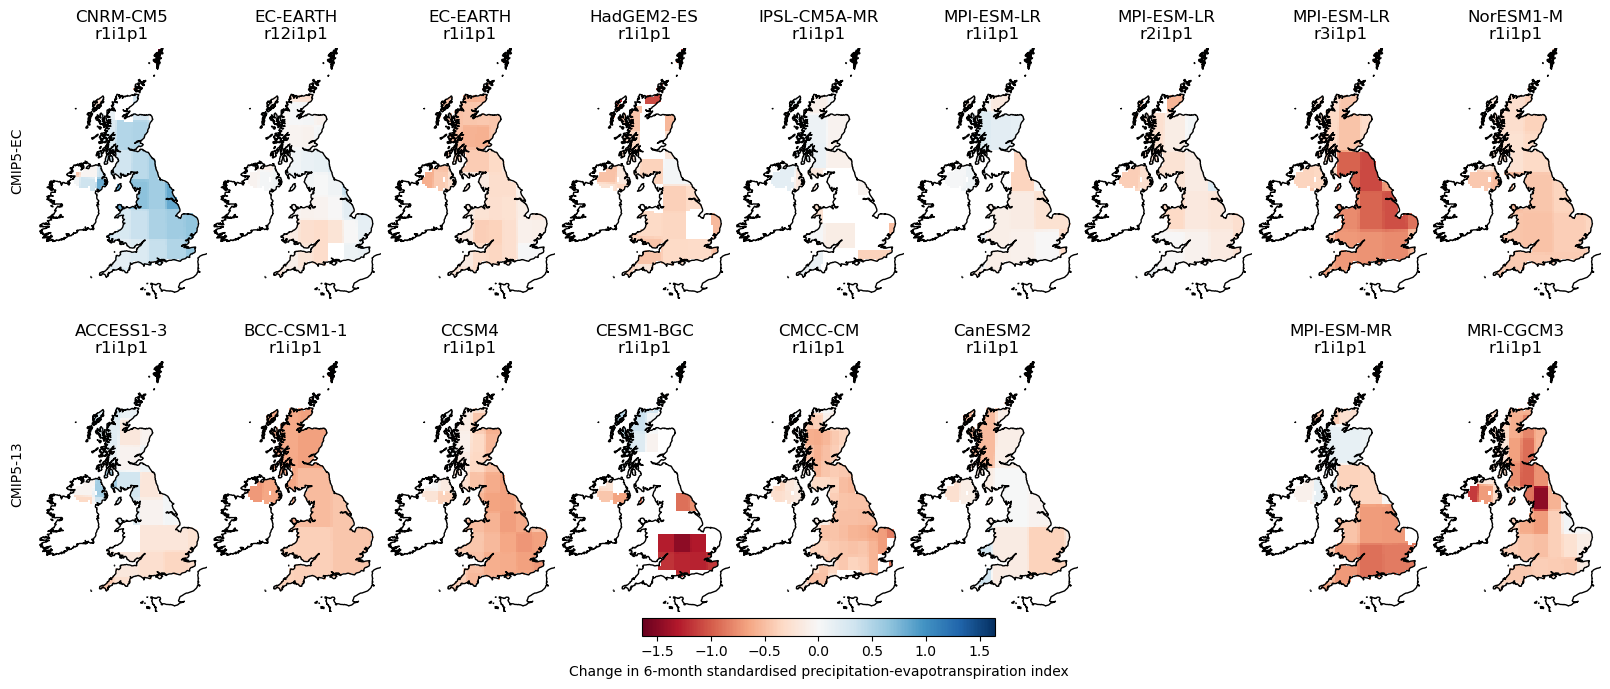 CNRM-CM5
r1i1p1
EC-EARTH
r12i1p1
EC-EARTH
r1i1p1
HadGEM2-ES
r1i1p1
IPSL-CM5A-MR
r1i1p1
MPI-ESM-LR
r1i1p1
MPI-ESM-LR
r2i1p1
MPI-ESM-LR
r3i1p1
NorESM1-M
r1i1p1
CMIP5-EC
ACCESS1-3
r1i1p1
BCC-CSM1-1
r1i1p1
CCSM4
r1i1p1
CESM1-BGC
r1i1p1
CMCC-CM
r1i1p1
CanESM2
r1i1p1
MPI-ESM-MR
r1i1p1
MRI-CGCM3
r1i1p1
CMIP5-13
−1.5 −1.0 −0.5 0.0 0.5 1.0 1.5
Change in 6-month standardised precipitation-evapotranspiration index